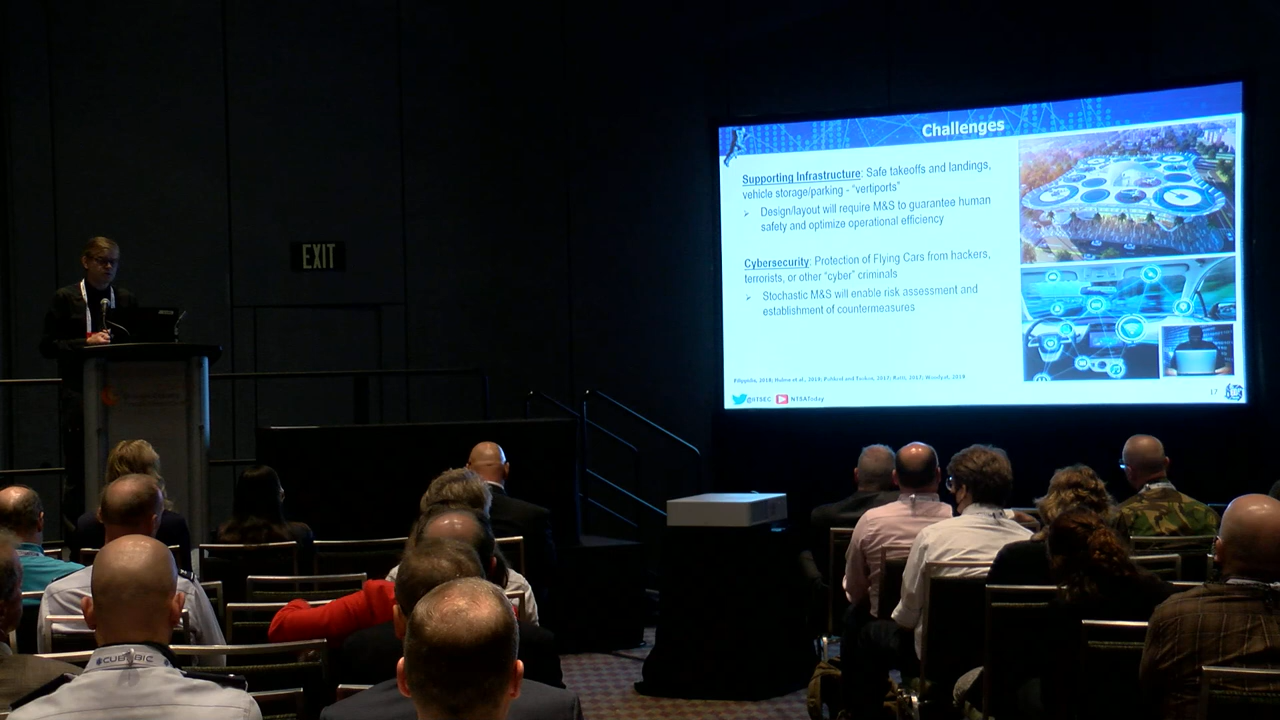 Challenges
Supporting Infrastructure: Safe takeoffs and landings,
vehicle storage/parking - "vertiports"
Design/layout will require M&S to guarantee human
safety and optimize operational efficiency
Cybersecurity: Protection of Flying Cars from hackers,
terrorists, or other "cyber" criminals
Stochastic M&S will enable risk assessment and
establishment of countermeasures
@IITSEC
NTSAToday
17
EXIT
CUBIC